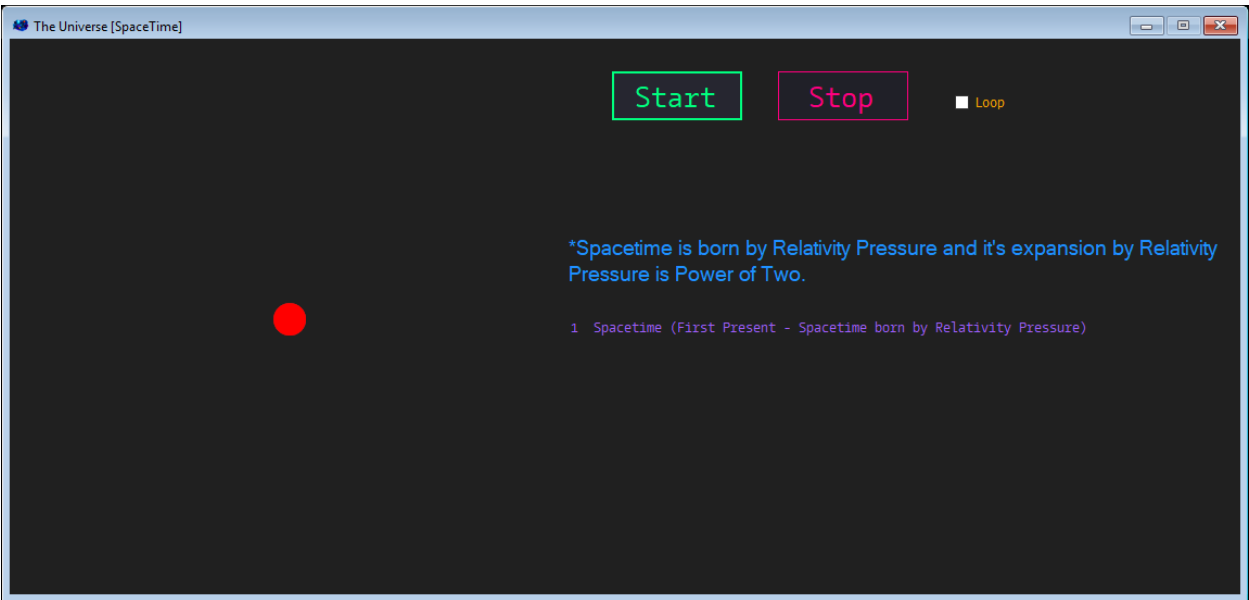 The Universe [SpaceTime]
Start
Stop
Loop
*Spacetime is born by Relativity Pressure and it's expansion by Relativity
Pressure is Power of Two.
1 Spacetime (First Present - Spacetime born by Relativity Pressure)